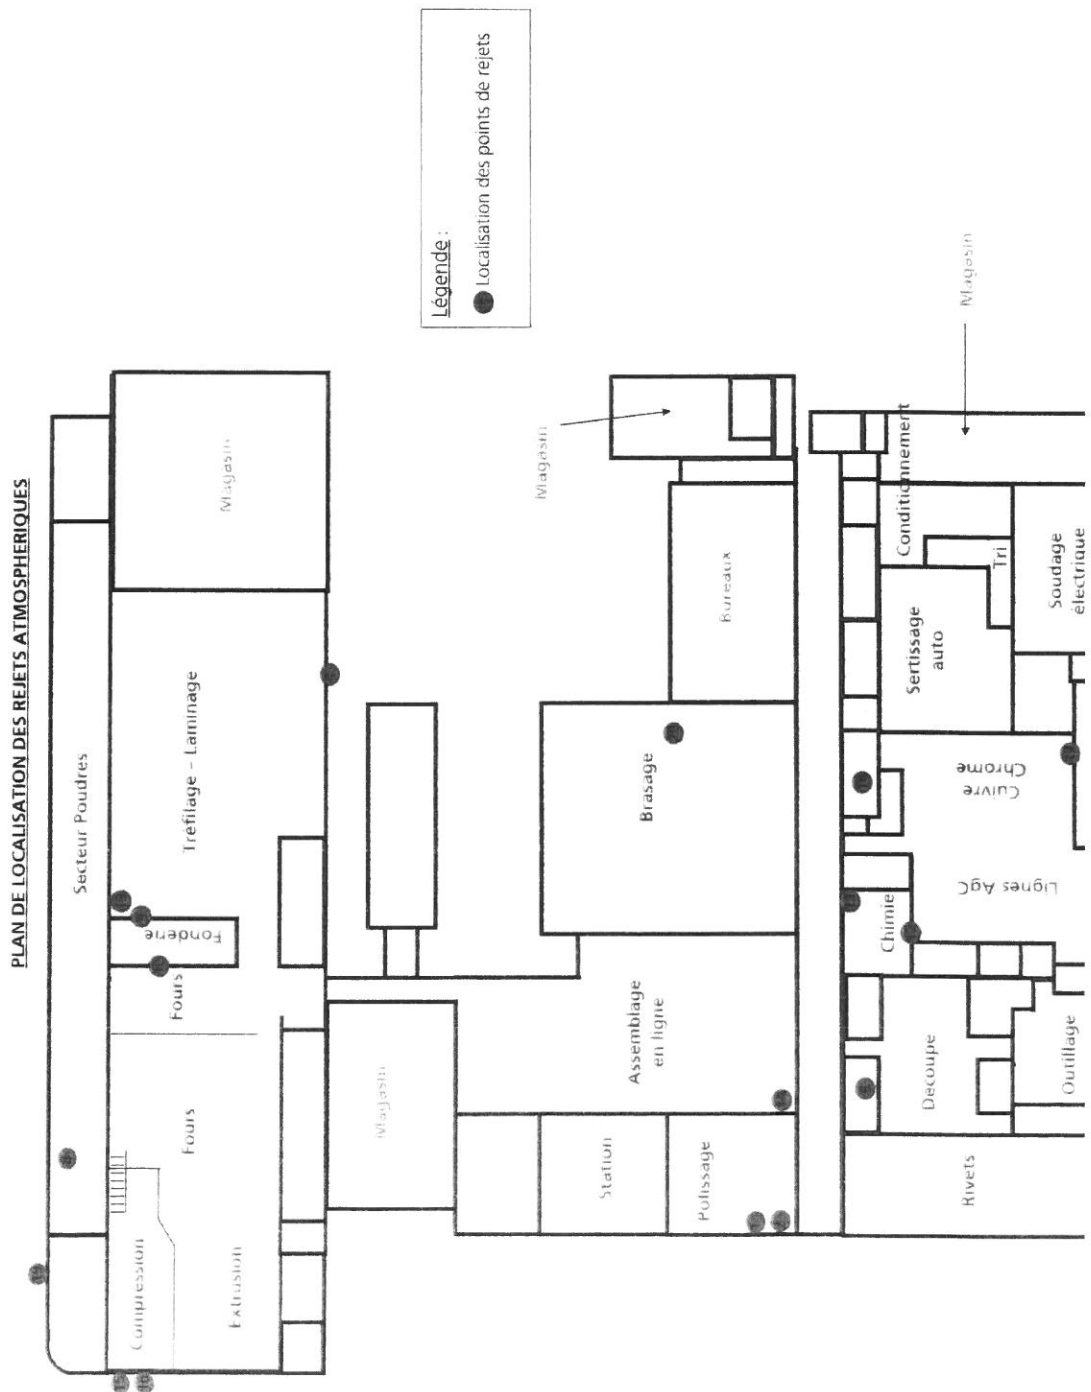 PLAN DE LOCALISATION DES REJETS ATMOSPHERIQUES
Légende :
Localisation des points de rejets
Secteur Poudres
Compression
Extrusion
Fours
Fours
Fonderie
Tréfilage – Laminage
Magasin
Magasin
Station
Polissage
Assemblage
en ligne
Brasage
Bureaux
Magasin
Rivets
Découpe
Outillage
Chimie
Lignes AgC
Cuivre
Chrome
Sertissage
auto
Tri
Conditionnement
Soudage
électrique
Magasin